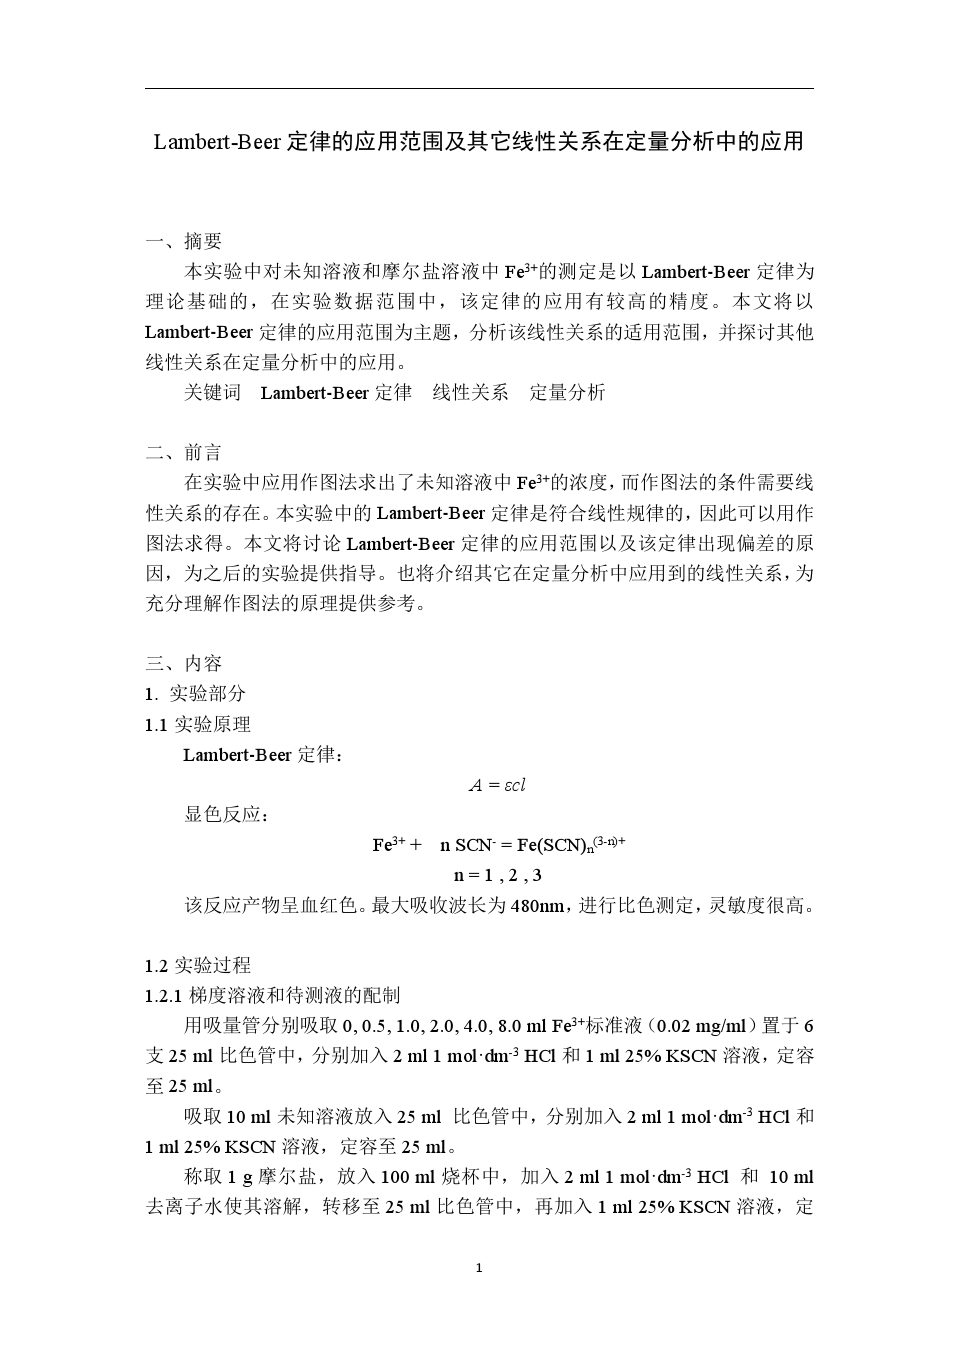 Lambert-Beer 定律的应用范围及其它线性关系在定量分析中的应用
一、摘要
本实验中对未知溶液和摩尔盐溶液中 Fe³⁺的测定是以 Lambert-Beer 定律为
理论基础的，在实验数据范围中，该定律的应用有较高的精度。本文将以
Lambert-Beer 定律的应用范围为主题，分析该线性关系的适用范围，并探讨其他
线性关系在定量分析中的应用。
关键词 Lambert-Beer 定律 线性关系 定量分析
二、前言
在实验中应用作图法求出了未知溶液中 Fe³⁺的浓度，而作图法的条件需要线
性关系的存在。本实验中的 Lambert-Beer 定律是符合线性规律的，因此可以用作
图法求得。本文将讨论 Lambert-Beer 定律的应用范围以及该定律出现偏差的原
因，为之后的实验提供指导。也将介绍其它在定量分析中应用到的线性关系，为
充分理解作图法的原理提供参考。
三、内容
1. 实验部分
1.1 实验原理
Lambert-Beer 定律：
A = εcl
显色反应：
Fe³⁺ + n SCN⁻ = Fe(SCN)ₙ⁽³⁻ⁿ⁾⁺
n = 1 , 2 , 3
该反应产物呈血红色。最大吸收波长为 480nm，进行比色测定，灵敏度很高。
1.2 实验过程
1.2.1 梯度溶液和待测液的配制
用吸量管分别吸取 0, 0.5, 1.0, 2.0, 4.0, 8.0 ml Fe³⁺标准液（0.02 mg/ml）置于 6
支 25 ml 比色管中，分别加入 2 ml 1 mol·dm⁻³ HCl 和 1 ml 25% KSCN 溶液，定容
至 25 ml。
吸取 10 ml 未知溶液放入 25 ml 比色管中，分别加入 2 ml 1 mol·dm⁻³ HCl 和
1 ml 25% KSCN 溶液，定容至 25 ml。
称取 1 g 摩尔盐，放入 100 ml 烧杯中，加入 2 ml 1 mol·dm⁻³ HCl 和 10 ml
去离子水使其溶解，转移至 25 ml 比色管中，再加入 1 ml 25% KSCN 溶液，定
1